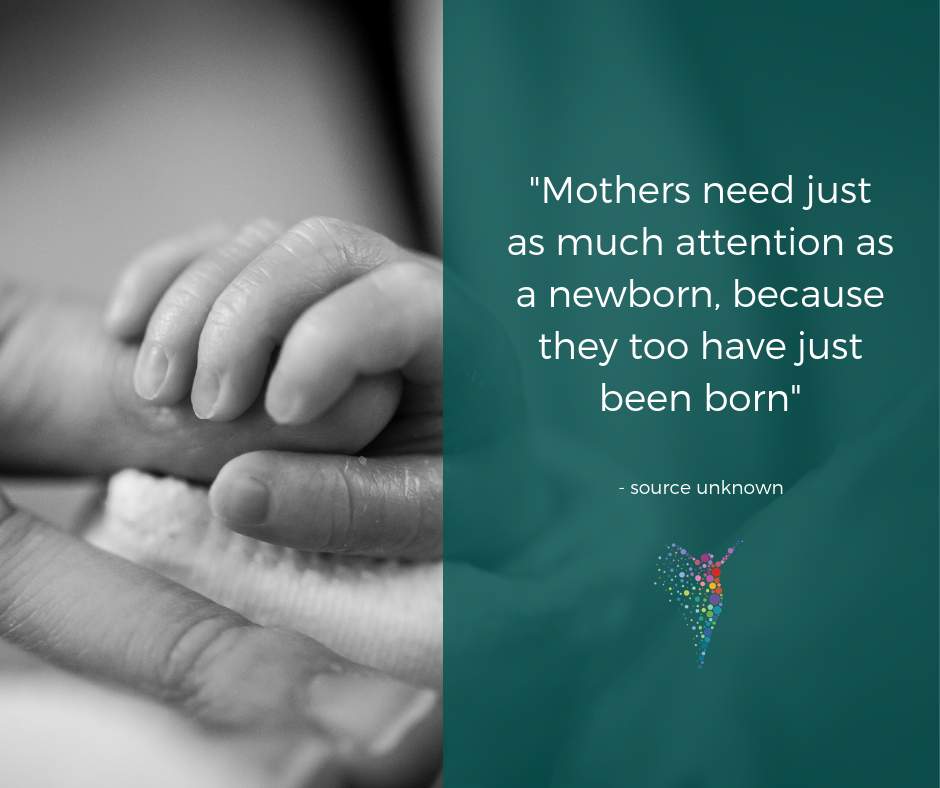 "Mothers need just
as much attention as
a newborn, because
they too have just
been born"
- source unknown